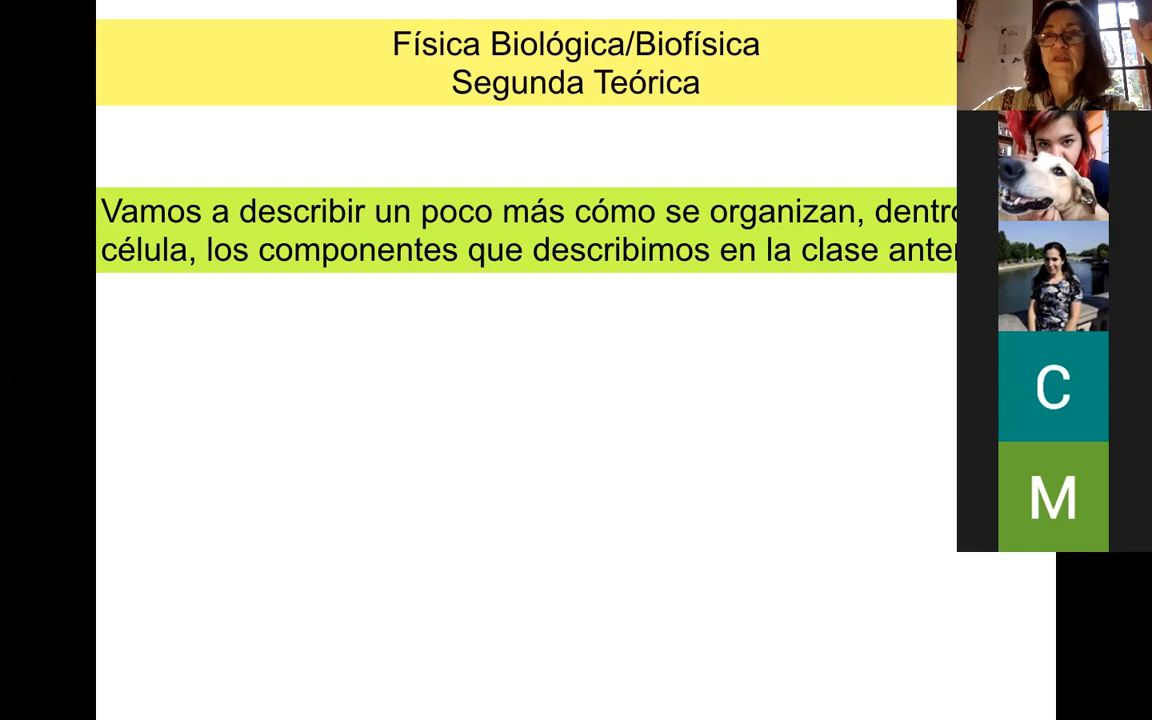 Física Biológica/Biofísica
Segunda Teórica
Vamos a describir un poco más cómo se organizan, dentro
célula, los componentes que describimos en la clase
C
M